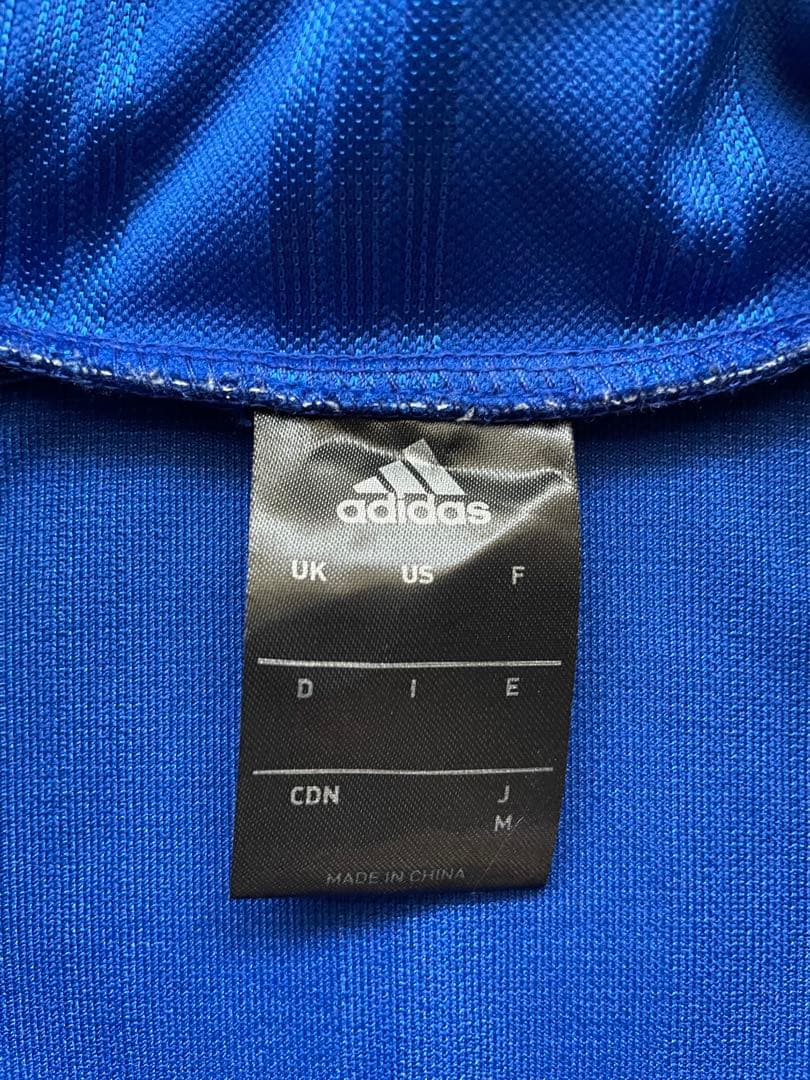 adidas
UK US F
D I E
CDN J
M/
MADE IN CHINA